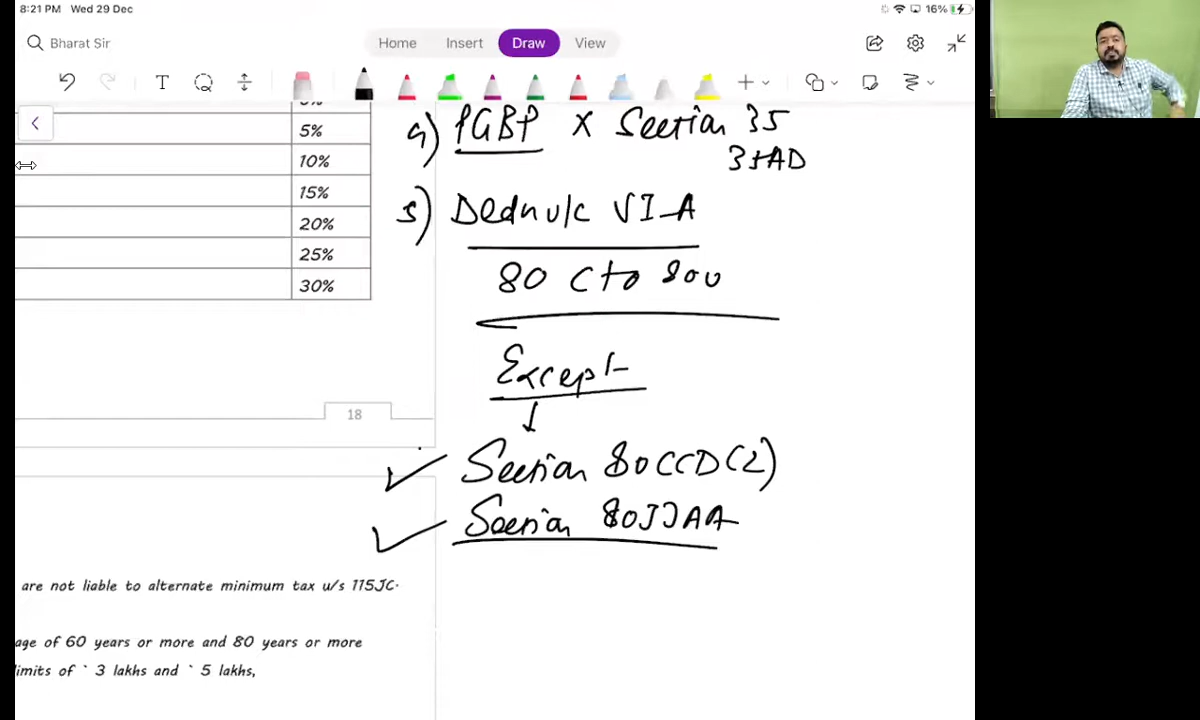 8:21 PM Wed 29 Dec
16%
Bharat Sir
Home Insert Draw View
5%
10%
15%
20%
25%
30%
4) PGBP X Section 35
35AD
5) Dedn u/c VI-A
80 C to 80U
Except
18
Section 80CCD(2)
Section 80JJAA
are not liable to alternate minimum tax u/s 115JC.
age of 60 years or more and 80 years or more
limits of ` 3 lakhs and ` 5 lakhs,